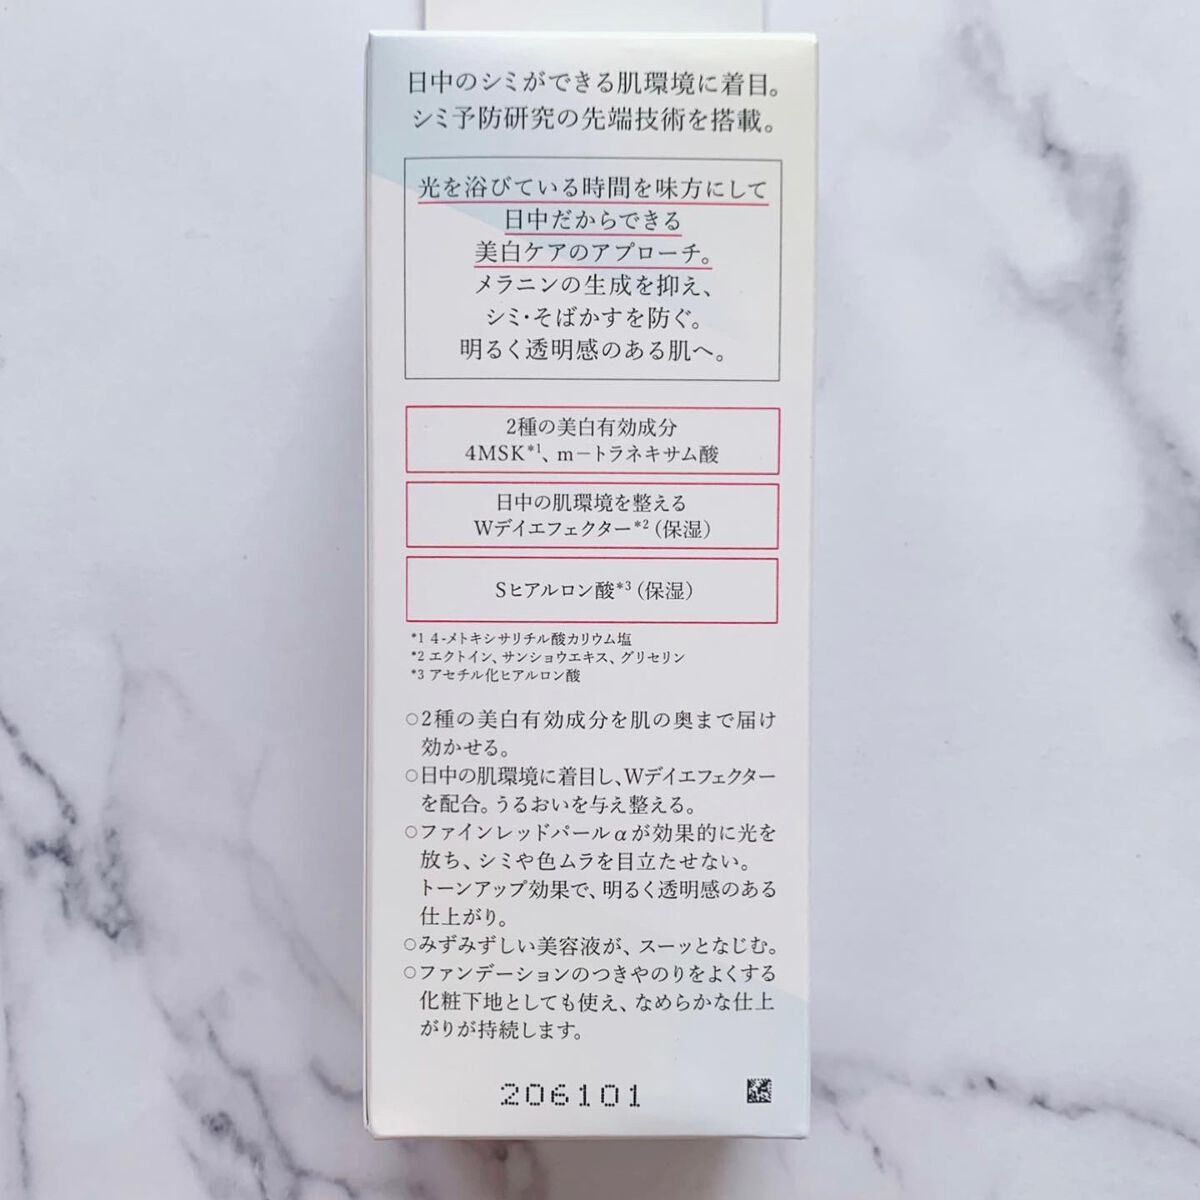 日中のシミができる肌環境に着目。
シミ予防研究の先端技術を搭載。
光を浴びている時間を味方にして
日中だからできる
美白ケアのアプローチ。
メラニンの生成を抑え、
シミ・そばかすを防ぐ。
明るく透明感のある肌へ。
2種の美白有効成分
4MSK*1、m－トラネキサム酸
日中の肌環境を整える
Wデイエフェクター*2（保湿）
Sヒアルロン酸*3（保湿）
*1 4-メトキシサリチル酸カリウム塩
*2 エクトイン、サンショウエキス、グリセリン
*3 アセチル化ヒアルロン酸
○2種の美白有効成分を肌の奥まで届け
効かせる。
○日中の肌環境に着目し、Wデイエフェクター
を配合。うるおいを与え整える。
○ファインレッドパールαが効果的に光を
放ち、シミや色ムラを目立たせない。
トーンアップ効果で、明るく透明感のある
仕上がり。
○みずみずしい美容液が、スーッとなじむ。
○ファンデーションのつきやのりをよくする
化粧下地としても使え、なめらかな仕上
がりが持続します。
206101